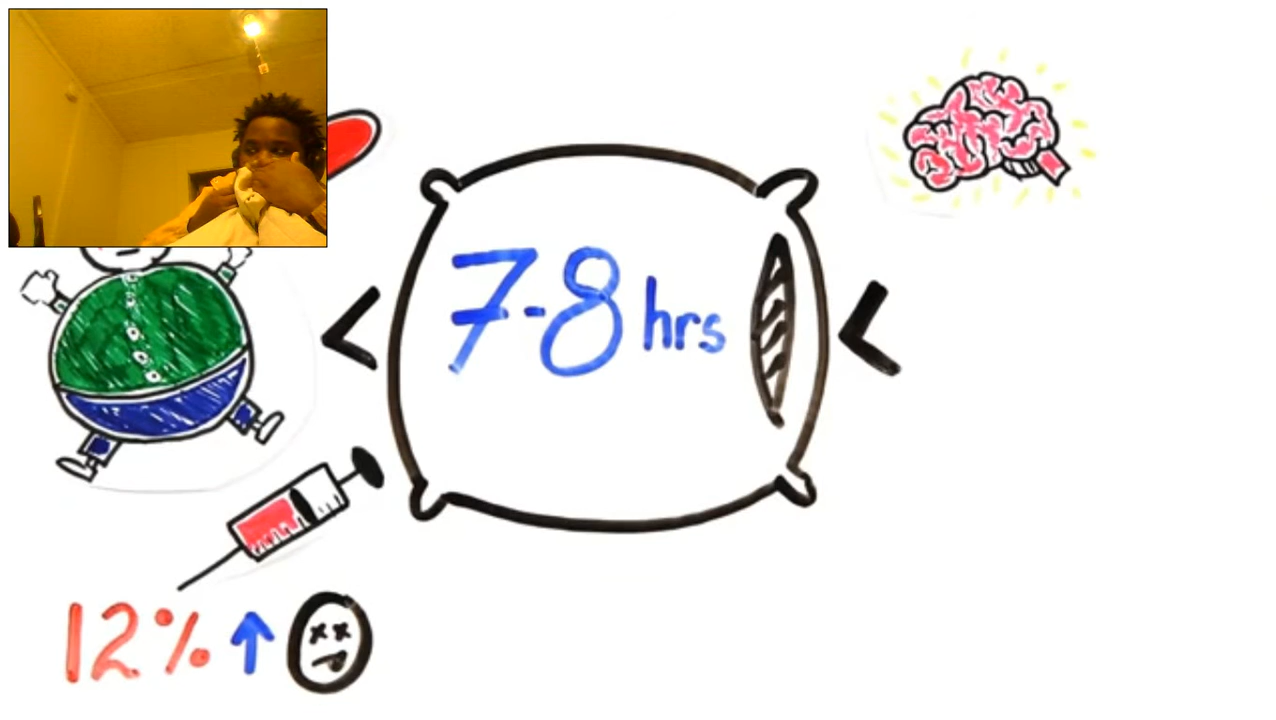 < 7-8 hrs <
12% ↑